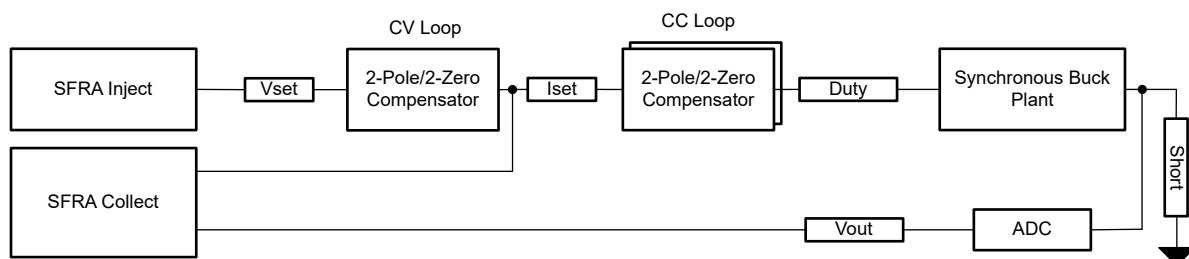 CV Loop
CC Loop
SFRA Inject
Vset
2-Pole/2-Zero
Compensator
Iset
2-Pole/2-Zero
Compensator
Duty
Synchronous Buck
Plant
Short
SFRA Collect
Vout
ADC